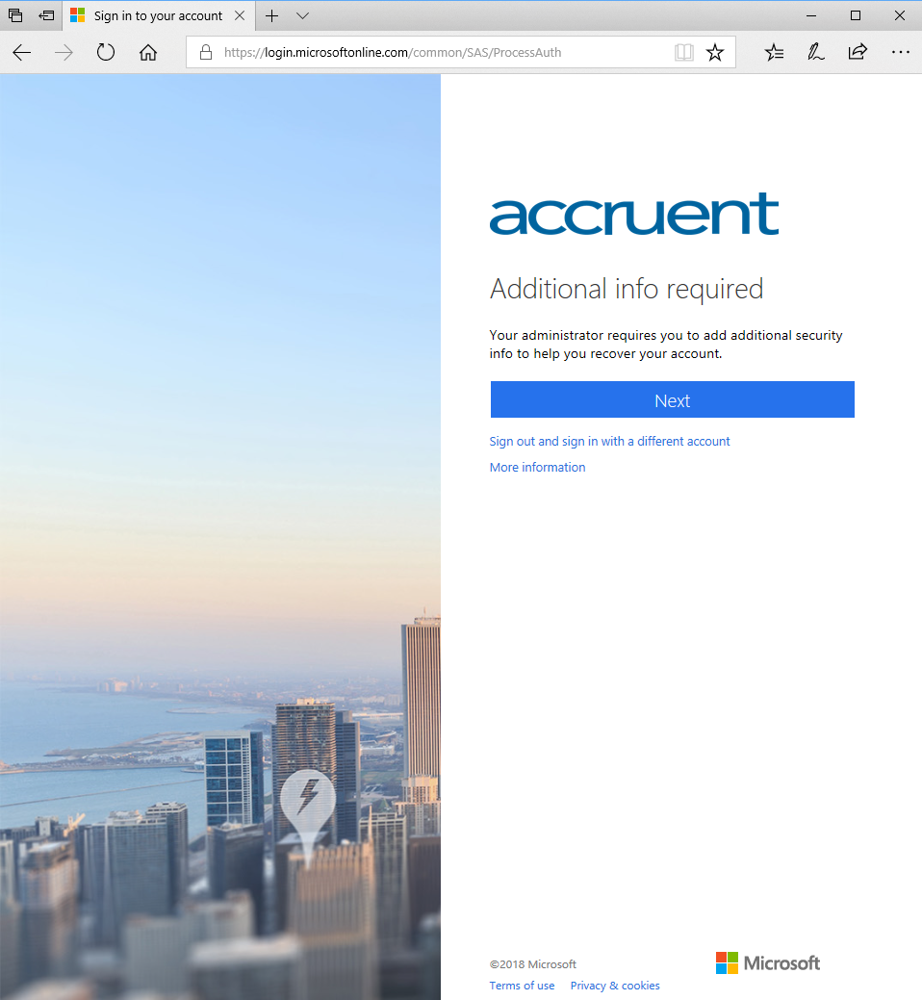 Sign in to your account
https://login.microsoftonline.com/common/SAS/ProcessAuth
accruent
Additional info required
Your administrator requires you to add additional security
info to help you recover your account.
Next
Sign out and sign in with a different account
More information
©2018 Microsoft
Microsoft
Terms of use
Privacy & cookies